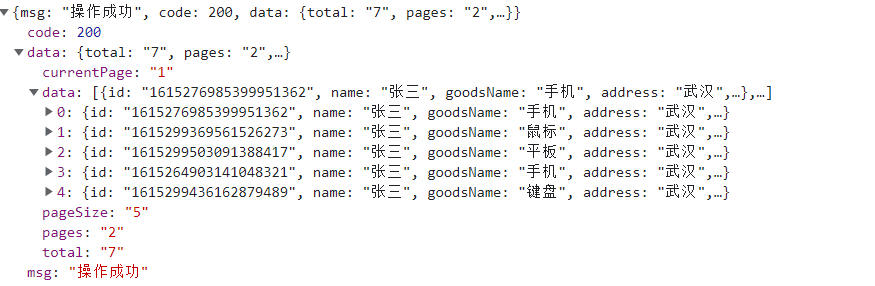 {msg: "操作成功", code: 200, data: {total: "7", pages: "2",…}}
code: 200
data: {total: "7", pages: "2",…}
currentPage: "1"
data: [{id: "1615276985399951362", name: "张三", goodsName: "手机", address: "武汉",…},…]
0: {id: "1615276985399951362", name: "张三", goodsName: "手机", address: "武汉",…}
1: {id: "1615299369561526273", name: "张三", goodsName: "鼠标", address: "武汉",…}
2: {id: "1615299503091388417", name: "张三", goodsName: "平板", address: "武汉",…}
3: {id: "1615264903141048321", name: "张三", goodsName: "手机", address: "武汉",…}
4: {id: "1615299436162879489", name: "张三", goodsName: "键盘", address: "武汉",…}
pageSize: "5"
pages: "2"
total: "7"
msg: "操作成功"